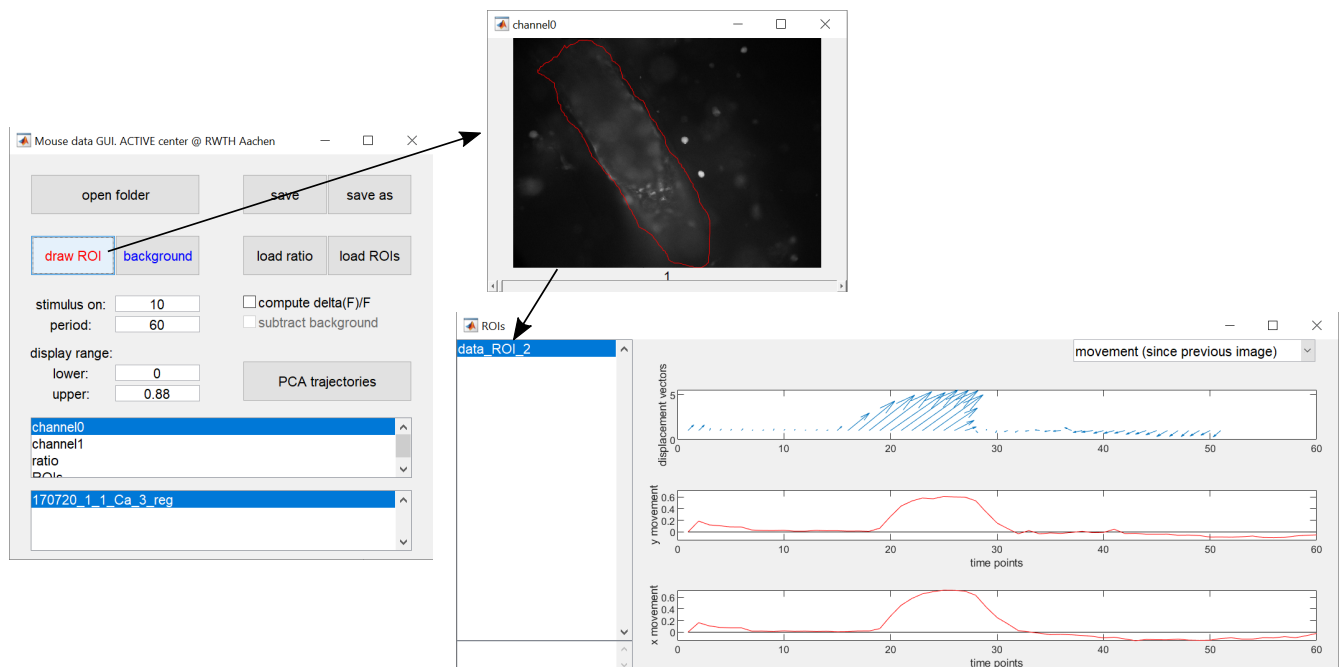 channel0
1
Mouse data GUI. ACTIVE center @ RWTH Aachen
open folder
save
save as
draw ROI
background
load ratio
load ROIs
stimulus on:
10
compute delta(F)/F
period:
60
subtract background
display range:
lower:
0
upper:
0.88
PCA trajectories
channel0
channel1
ratio
ROIs
170720_1_1_Ca_3_reg
ROIs
data_ROI_2
movement (since previous image)
displacement vectors
5
0
0 10 20 30 40 50 60
y movement
0.6
0.4
0.2
0
0 10 20 30 40 50 60
time points
x movement
0.6
0.4
0.2
0
0 10 20 30 40 50 60
time points